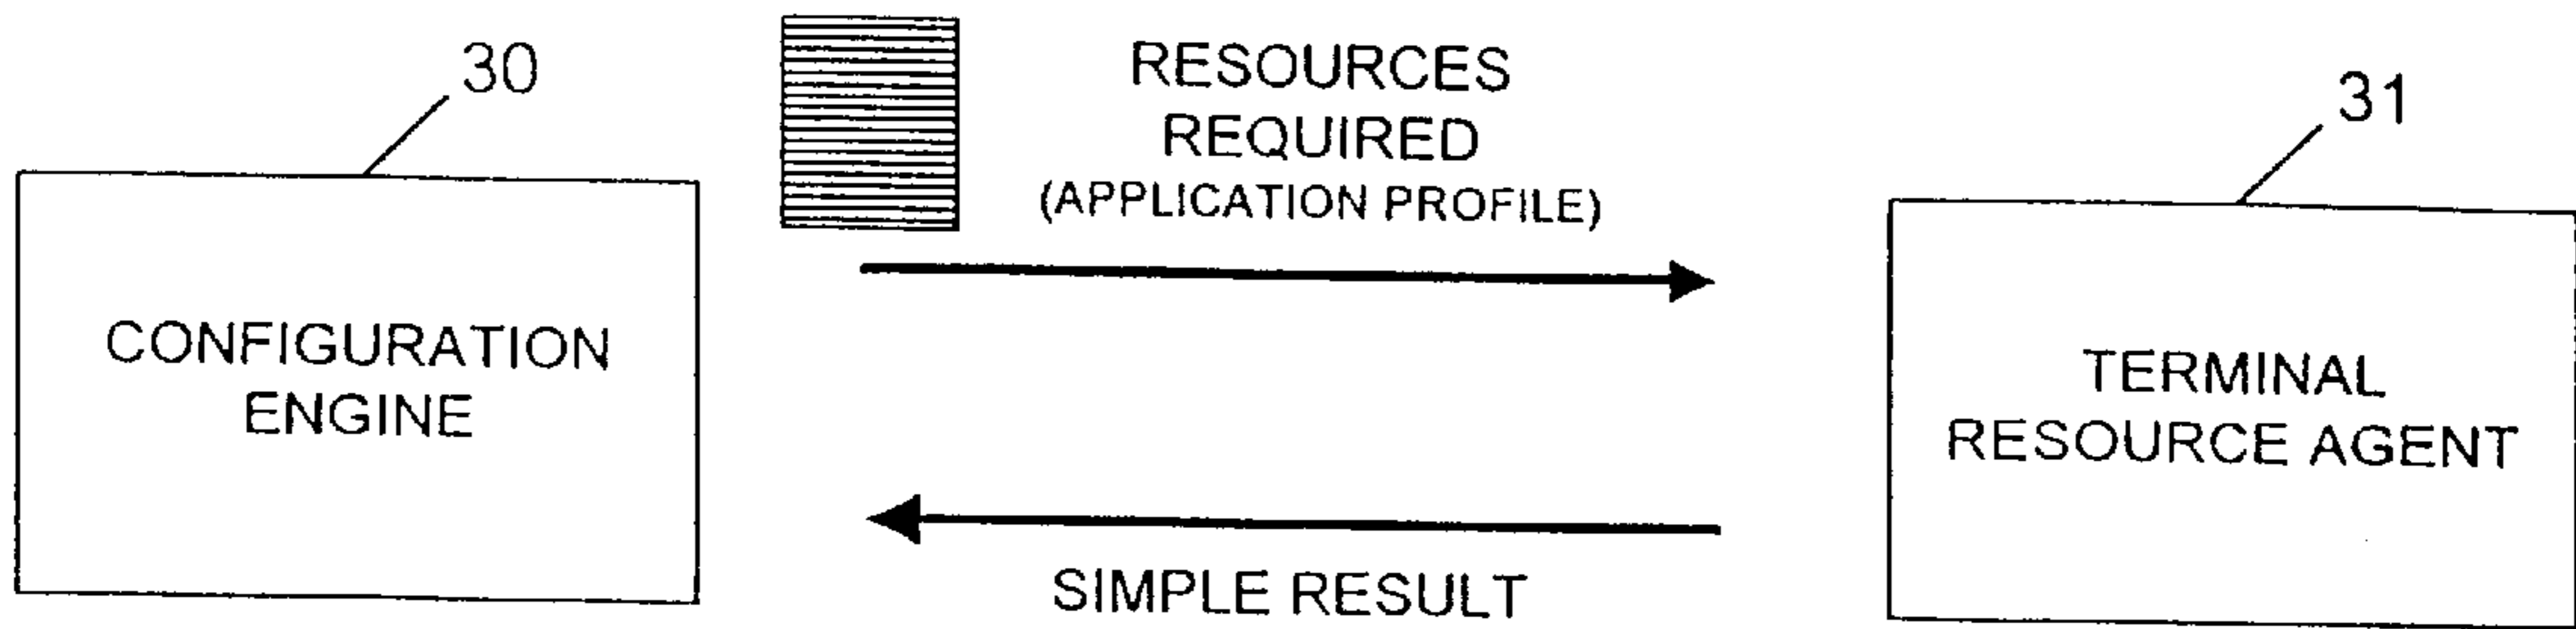 30
RESOURCES
REQUIRED
(APPLICATION PROFILE)
31
CONFIGURATION
ENGINE
TERMINAL
RESOURCE AGENT
SIMPLE RESULT